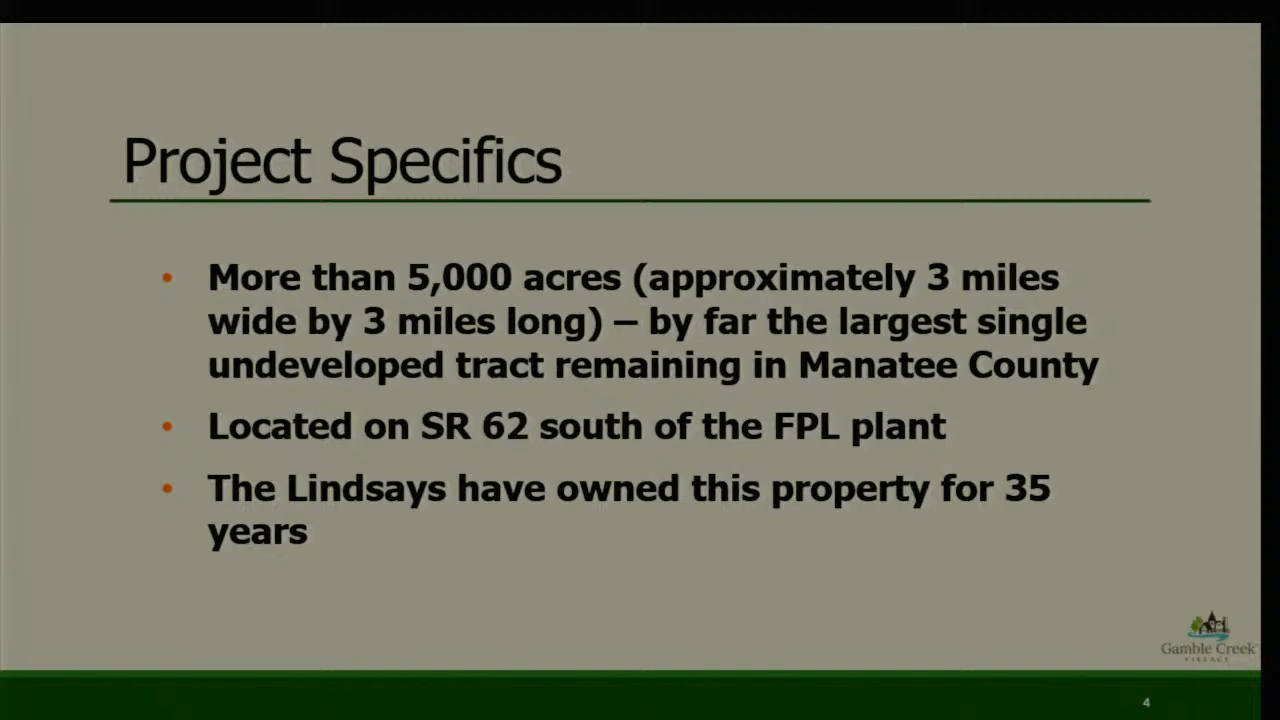 Project Specifics
• More than 5,000 acres (approximately 3 miles
wide by 3 miles long) – by far the largest single
undeveloped tract remaining in Manatee County
• Located on SR 62 south of the FPL plant
• The Lindsays have owned this property for 35
years
Gamble Creek
VILLAGE
4